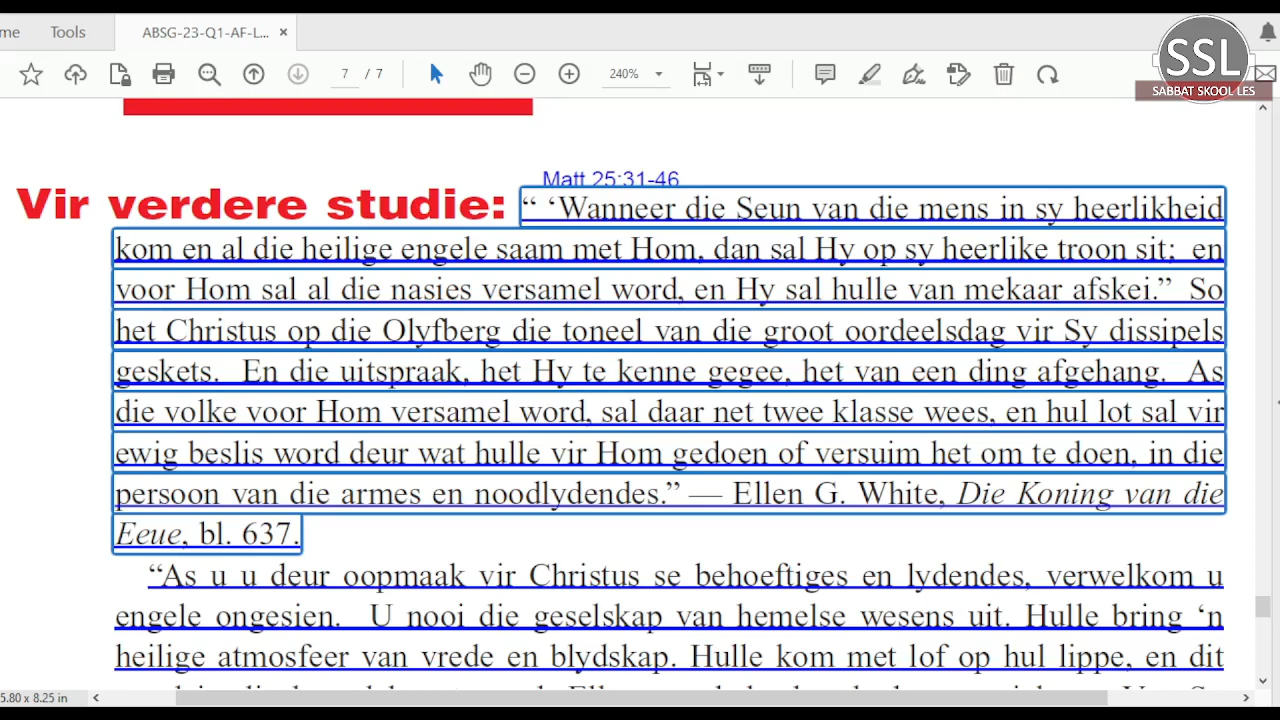 me Tools ABSG-23-Q1-AF-L... ×
SSL
SABBAT SKOOL LES
7 / 7 240%
Matt 25:31-46
Vir verdere studie: “ ‘Wanneer die Seun van die mens in sy heerlikheid
kom en al die heilige engele saam met Hom, dan sal Hy op sy heerlike troon sit; en
voor Hom sal al die nasies versamel word, en Hy sal hulle van mekaar afskei.” So
het Christus op die Olyfberg die toneel van die groot oordeelsdag vir Sy dissipels
geskets. En die uitspraak, het Hy te kenne gegee, het van een ding afgehang. As
die volke voor Hom versamel word, sal daar net twee klasse wees, en hul lot sal vir
ewig beslis word deur wat hulle vir Hom gedoen of versuim het om te doen, in die
persoon van die armes en noodlydendes.” — Ellen G. White, Die Koning van die
Eeue, bl. 637.
“As u u deur oopmaak vir Christus se behoeftiges en lydendes, verwelkom u
engele ongesien. U nooi die geselskap van hemelse wesens uit. Hulle bring ‘n
heilige atmosfeer van vrede en blydskap. Hulle kom met lof op hul lippe, en dit
5.80 x 8.25 in